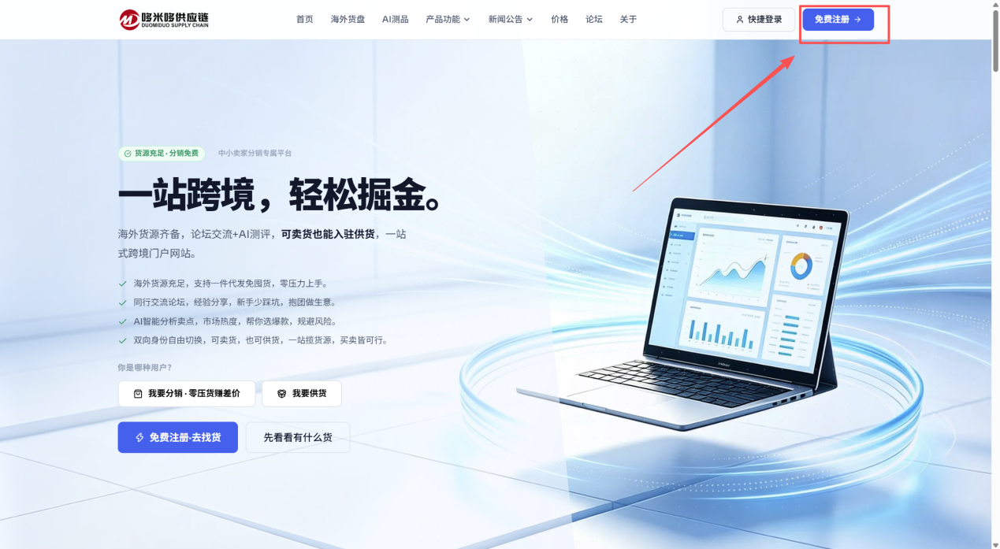 哆米哆供应链
DUOMIDUO SUPPLY CHAIN
首页 海外货盘 AI测品 产品功能 新闻公告 价格 论坛 关于
快捷登录 免费注册
货源充足·分销免费 中小卖家分销专属平台
一站跨境，轻松掘金。
海外货源齐备，论坛交流+AI测评，可卖货也能入驻供货，一站
式跨境门户网站。
海外货源充足，支持一件代发免囤货，零压力上手。
同行交流论坛，经验分享，新手少踩坑，抱团做生意。
AI智能分析卖点，市场热度，帮你选爆款，规避风险。
双向身份自由切换，可卖货，也可供货，一站揽货源，买卖皆可行。
你是哪种用户?
我要分销·零压货赚差价 我要供货
免费注册·去找货 先看看有什么货